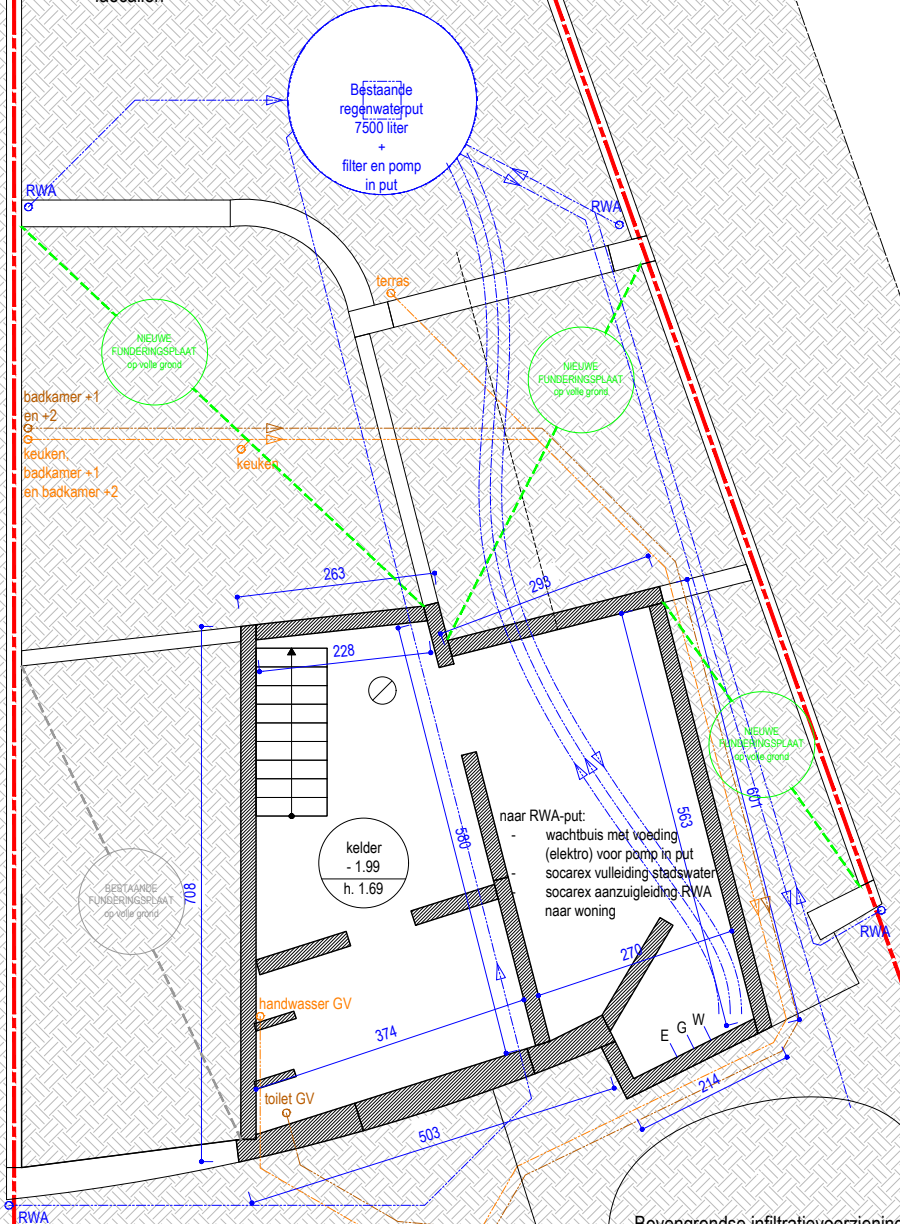 Bestaande
regenwaterput
7500 liter
+
filter en pomp
in put
RWA
RWA
terras
NIEUWE
FUNDERINGSPLAAT
op volle grond
NIEUWE
FUNDERINGSPLAAT
op volle grond
badkamer +1
en +2
keuken,
badkamer +1
en badkamer +2
keuken
263
293
228
NIEUWE
FUNDERINGSPLAAT
op volle grond
601
563
580
naar RWA-put:
- wachtbuis met voeding
(elektro) voor pomp in put
- socarex vulleiding stadswater
- socarex aanzuigleiding RWA
naar woning
kelder
- 1.99
h. 1.69
BESTAANDE
FUNDERINGSPLAAT
op volle grond
708
RWA
270
handwasser GV
374
E G W
toilet GV
214
503
RWA